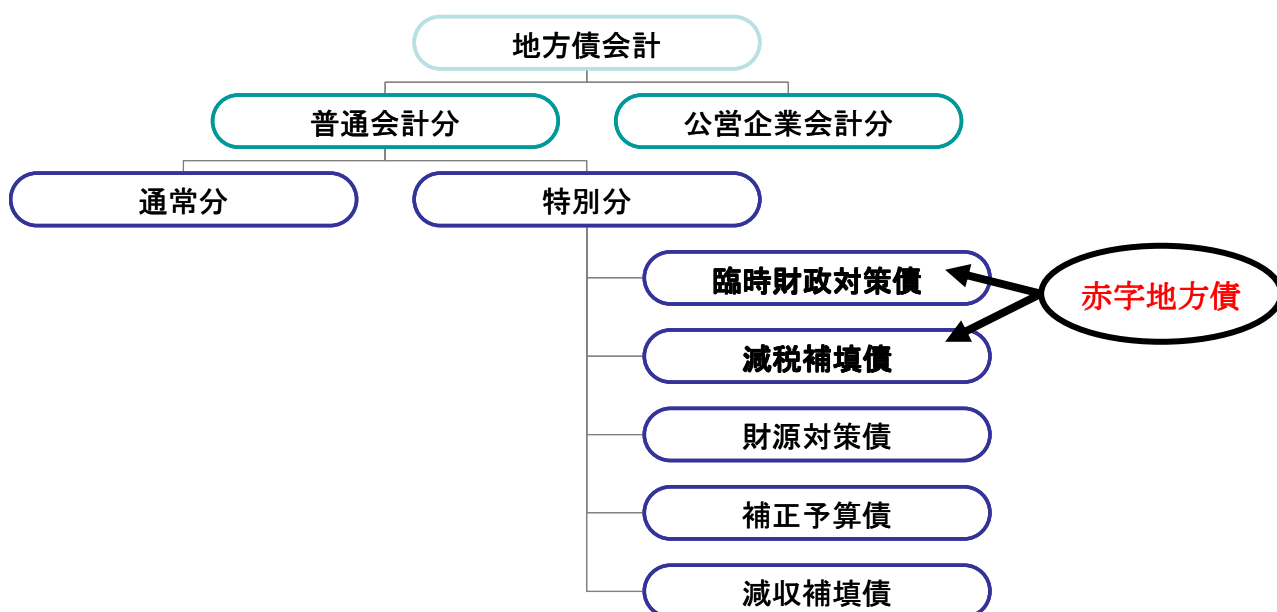 地方債会計
普通会計分
公営企業会計分
通常分
特別分
臨時財政対策債
赤字地方債
減税補填債
財源対策債
補正予算債
減収補填債